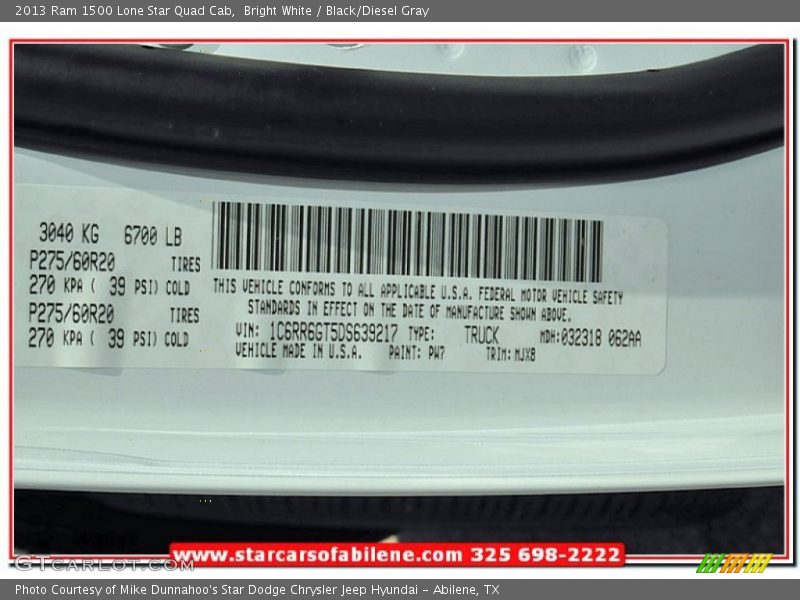 2013 Ram 1500 Lone Star Quad Cab,  Bright White / Black/Diesel Gray
3040 KG   6700 LB
P275/60R20   TIRES
270 KPA ( 39 PSI) COLD
P275/60R20   TIRES
270 KPA ( 39 PSI) COLD
THIS VEHICLE CONFORMS TO ALL APPLICABLE U.S.A. FEDERAL MOTOR VEHICLE SAFETY
STANDARDS IN EFFECT ON THE DATE OF MANUFACTURE SHOWN ABOVE.
VIN: 1C6RR6GT5DS639217 TYPE: TRUCK MDH:032318 062AA
VEHICLE MADE IN U.S.A. PAINT: PW7 TRIM: MJX8
www.starcarsofabilene.com 325 698-2222
GTCARLOT.COM
Photo Courtesy of Mike Dunnahoo's Star Dodge Chrysler Jeep Hyundai – Abilene, TX